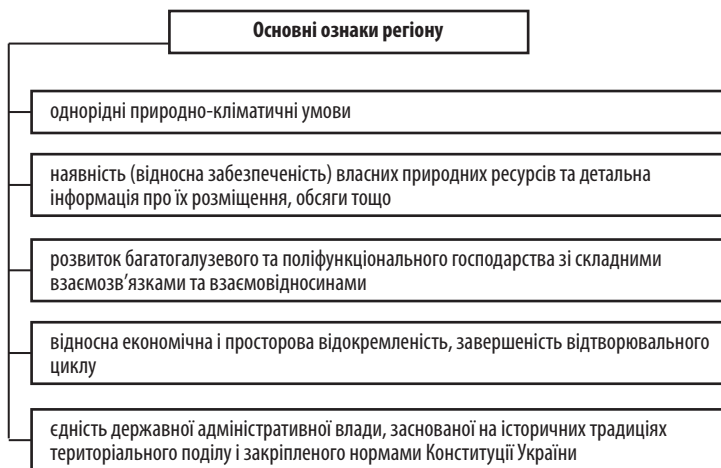 Основні ознаки регіону
однорідні природно-кліматичні умови
наявність (відносна забезпеченість) власних природних ресурсів та детальна
інформація про їх розміщення, обсяги тощо
розвиток багатогалузевого та поліфункціонального господарства зі складними
взаємозв’язками та взаємовідносинами
відносна економічна і просторова відокремленість, завершеність відтворювального
циклу
єдність державної адміністративної влади, заснованої на історичних традиціях
територіального поділу і закріпленого нормами Конституції України